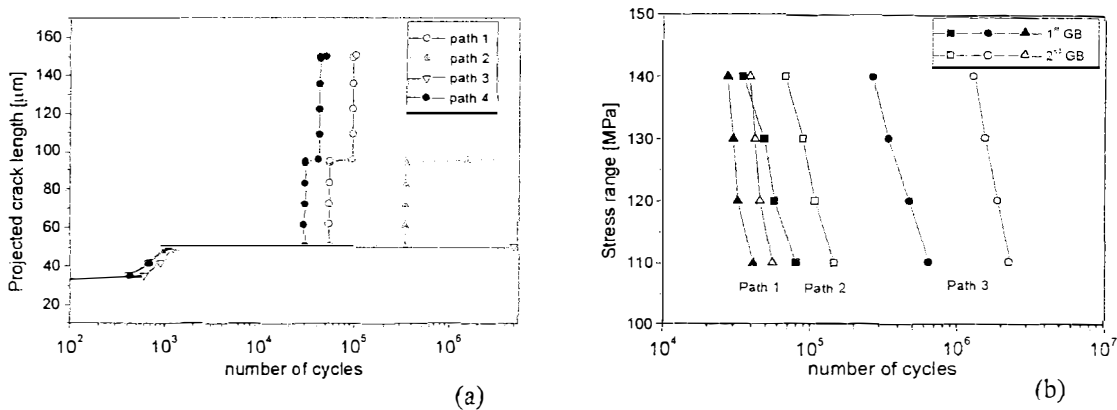 Projected crack length [µm]
160
140
120
100
80
60
40
20
path 1
path 2
path 3
path 4
10² 10³ 10⁴ 10⁵ 10⁶
number of cycles
(a)
Stress range [MPa]
150
140
130
120
110
100
1st GB
2nd GB
Path 1
Path 2
Path 3
10⁴ 10⁵ 10⁶ 10⁷
number of cycles
(b)